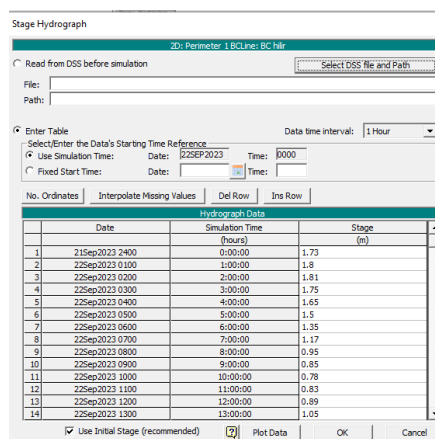 Stage Hydrograph
2D: Perimeter 1 BCLine: BC hilir
Read from DSS before simulation Select DSS file and Path
File:
Path:
Enter Table Data time interval: 1 Hour
Select/Enter the Data's Starting Time Reference
Use Simulation Time: Date: 22SEP2023 Time: 0000
Fixed Start Time: Date: Time:
No. Ordinates Interpolate Missing Values Del Row Ins Row
Hydrograph Data
Date Simulation Time Stage
(hours) (m)
1 21Sep2023 2400 0:00:00 1.73
2 22Sep2023 0100 1:00:00 1.8
3 22Sep2023 0200 2:00:00 1.81
4 22Sep2023 0300 3:00:00 1.75
5 22Sep2023 0400 4:00:00 1.65
6 22Sep2023 0500 5:00:00 1.5
7 22Sep2023 0600 6:00:00 1.35
8 22Sep2023 0700 7:00:00 1.17
9 22Sep2023 0800 8:00:00 0.95
10 22Sep2023 0900 9:00:00 0.85
11 22Sep2023 1000 10:00:00 0.78
12 22Sep2023 1100 11:00:00 0.83
13 22Sep2023 1200 12:00:00 0.89
14 22Sep2023 1300 13:00:00 1.05
Use Initial Stage (recommended) Plot Data OK Cancel